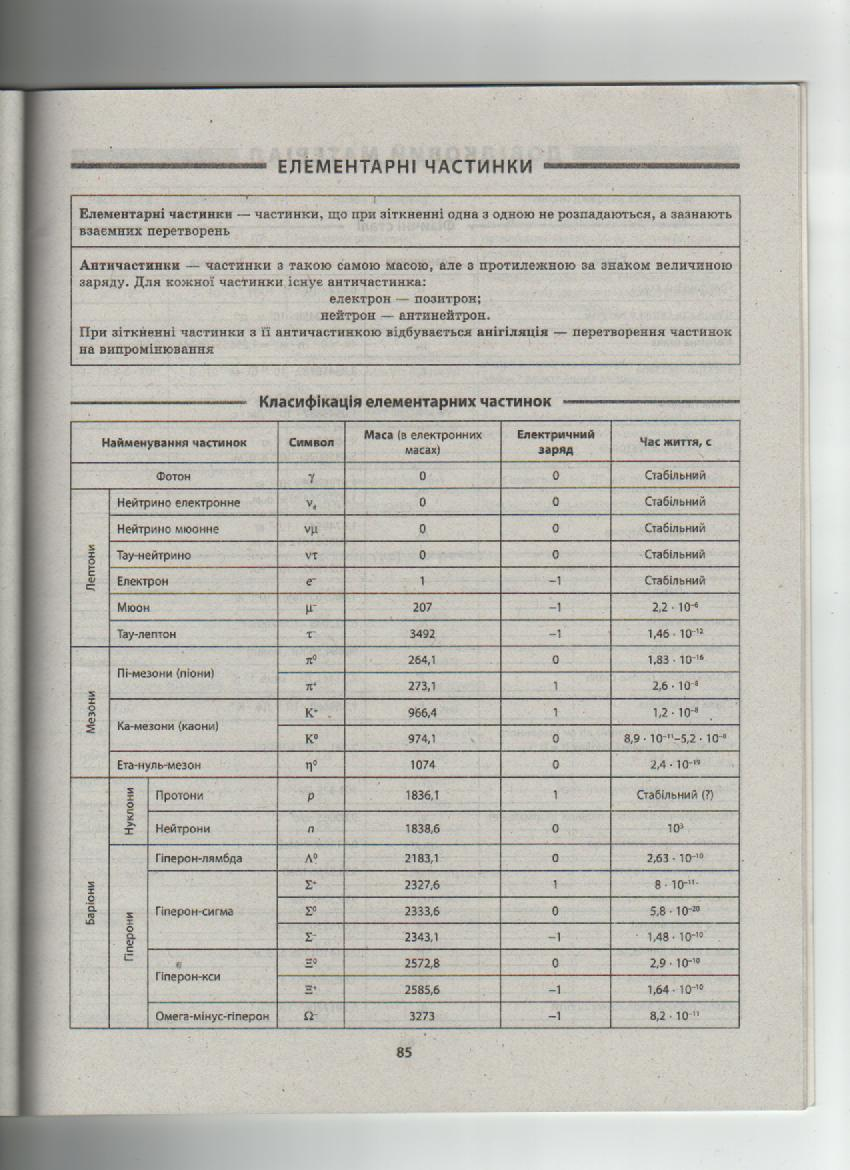 ЕЛЕМЕНТАРНІ ЧАСТИНКИ
Елементарні частинки — частинки, що при зіткненні одна з одною не розпадаються, а зазнають
взаємних перетворень
Античастинки — частинки з такою самою масою, але з протилежною за знаком величиною
заряду. Для кожної частинки існує античастинка:
електрон — позитрон;
нейтрон — антинейтрон.
При зіткненні частинки з її античастинкою відбувається анігіляція — перетворення частинок
на випромінювання
Класифікація елементарних частинок
Найменування частинок Символ Маса (в електронних масах) Електричний заряд Час життя, с
Фотон γ 0 0 Стабільний
Лептони
Нейтрино електронне νₑ 0 0 Стабільний
Нейтрино мюонне νμ 0 0 Стабільний
Тау-нейтрино ντ 0 0 Стабільний
Електрон e⁻ 1 −1 Стабільний
Мюон μ⁻ 207 −1 2,2 · 10⁻⁶
Тау-лептон τ⁻ 3492 −1 1,46 · 10⁻¹²
Мезони
Пі-мезони (піони) π⁰ 264,1 0 1,83 · 10⁻¹⁶
π⁺ 273,1 1 2,6 · 10⁻⁸
Ка-мезони (каони) K⁺ 966,4 1 1,2 · 10⁻⁸
K⁰ 974,1 0 8,9 · 10⁻¹¹–5,2 · 10⁻⁸
Ета-нуль-мезон η⁰ 1074 0 2,4 · 10⁻¹⁹
Баріони
Нуклони
Протони p 1836,1 1 Стабільний (?)
Нейтрони n 1838,6 0 10³
Гіперони
Гіперон-лямбда Λ⁰ 2183,1 0 2,63 · 10⁻¹⁰
Гіперон-сигма Σ⁺ 2327,6 1 8 · 10⁻¹¹
Σ⁰ 2333,6 0 5,8 · 10⁻²⁰
Σ⁻ 2343,1 −1 1,48 · 10⁻¹⁰
Гіперон-кси Ξ⁰ 2572,8 0 2,9 · 10⁻¹⁰
Ξ⁺ 2585,6 −1 1,64 · 10⁻¹⁰
Омега-мінус-гіперон Ω⁻ 3273 −1 8,2 · 10⁻¹¹
85